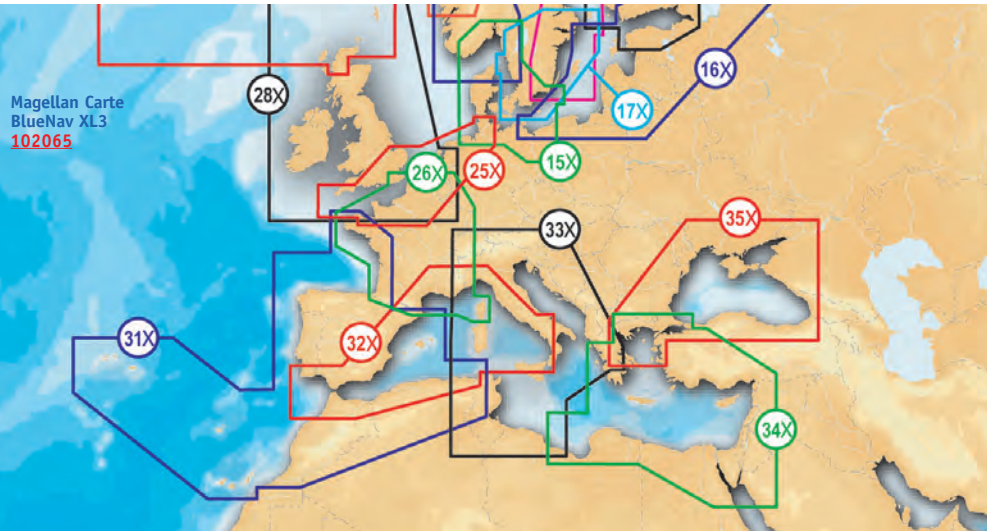 Magellan Carte
BlueNav XL3
102065
28X
16X
17X
15X
26X
25X
33X
35X
31X
32X
34X